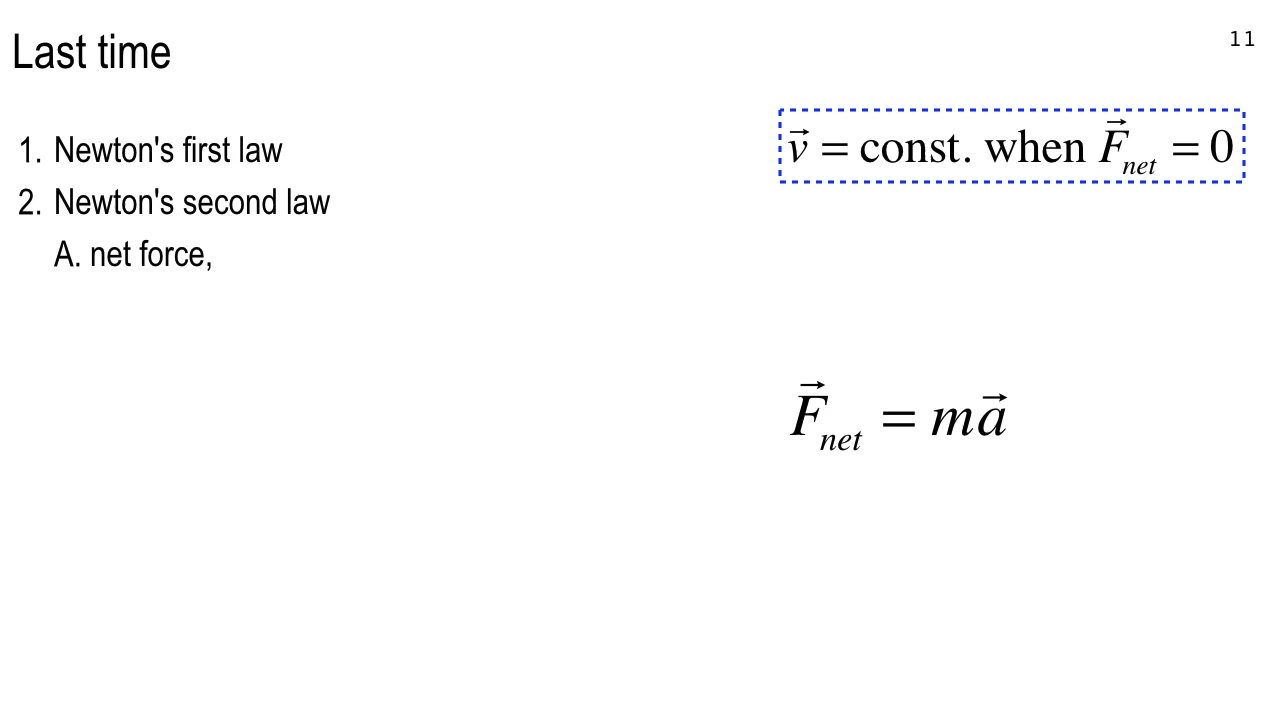 Last time
11
1. Newton's first law
v⃗ = const. when F⃗net = 0
2. Newton's second law
A. net force,
F⃗net = ma⃗